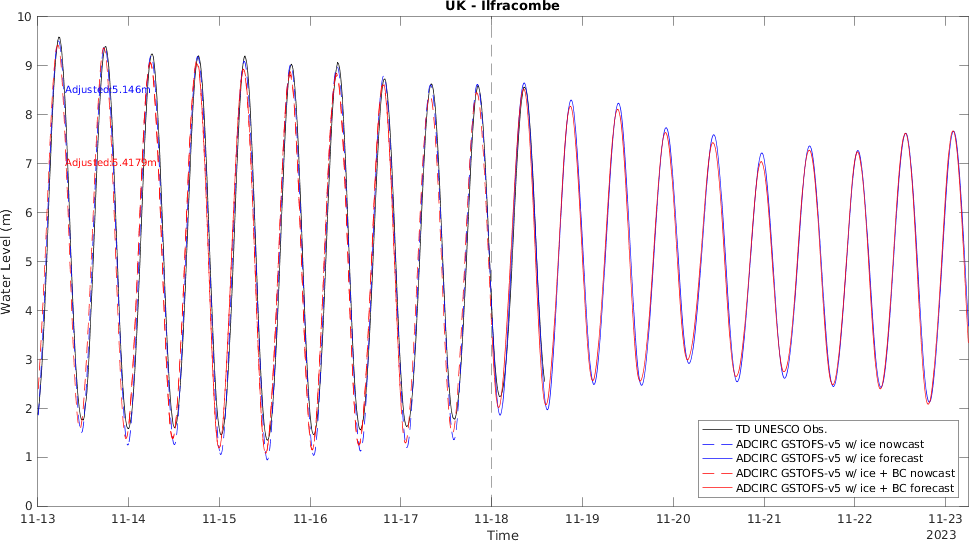 UK - Ilfracombe
10
9
8
7
6
5
4
3
2
1
0
Water Level (m)
Adjusted:5.146m
Adjusted:5.4179m
11-13
11-14
11-15
11-16
11-17
11-18
11-19
11-20
11-21
11-22
11-23
2023
Time
TD UNESCO Obs.
ADCIRC GSTOFS-v5 w/ ice nowcast
ADCIRC GSTOFS-v5 w/ ice forecast
ADCIRC GSTOFS-v5 w/ ice + BC nowcast
ADCIRC GSTOFS-v5 w/ ice + BC forecast